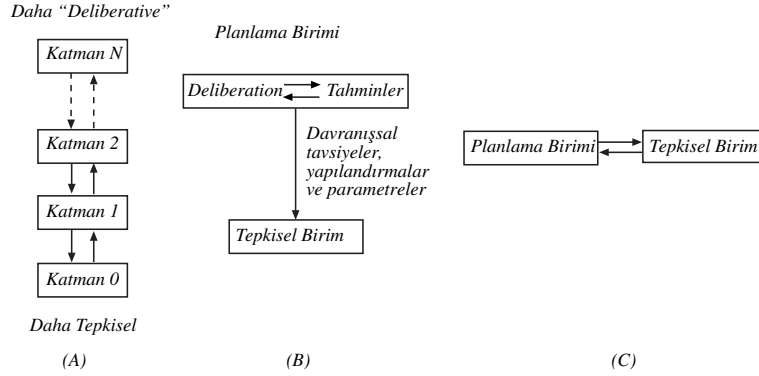 Daha “Deliberative”
Katman N
Katman 2
Katman 1
Katman 0
Daha Tepkisel
(A)
Planlama Birimi
Deliberation
Tahminler
Davranışsal
tavsiyeler,
yapılandırmalar
ve parametreler
Tepkisel Birim
(B)
Planlama Birimi
Tepkisel Birim
(C)